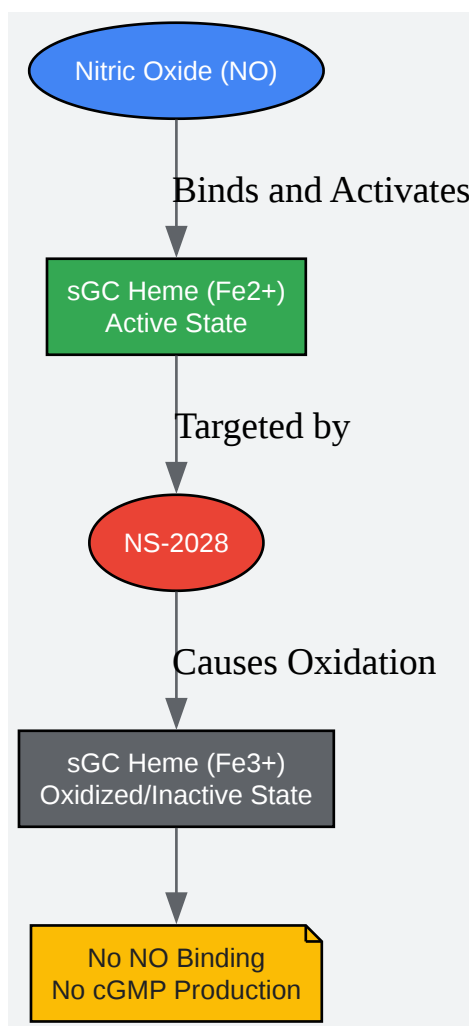 Nitric Oxide (NO)
Binds and Activates
sGC Heme (Fe2+)
Active State
Targeted by
NS-2028
Causes Oxidation
sGC Heme (Fe3+)
Oxidized/Inactive State
No NO Binding
No cGMP Production